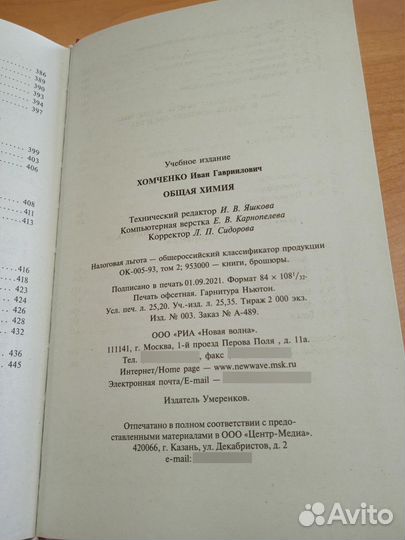 386
389
390
393
394
397
399
403
406
408
411
413
416
418
423
424
428
430
432
436
445
Учебное издание
ХОМЧЕНКО Иван Гавриилович
ОБЩАЯ ХИМИЯ
Технический редактор И. В. Яшкова
Компьютерная верстка Е. В. Карнопелева
Корректор Л. П. Сидорова
Налоговая льгота — общероссийский классификатор продукции
ОК-005-93, том 2; 953000 — книги, брошюры.
Подписано в печать 01.09.2021. Формат 84 × 108¹/₃₂.
Печать офсетная. Гарнитура Ньютон.
Усл. печ. л. 25,20. Уч.-изд. л. 25,35. Тираж 2 000 экз.
Изд. № 003. Заказ № А-489.
ООО «РИА «Новая волна».
111141, г. Москва, 1-й проезд Перова Поля , д. 11а.
Тел. , факс
Интернет/Home page — www.newwave.msk.ru
Электронная почта/E-mail —
Издатель Умеренков.
Отпечатано в полном соответствии с предо-
ставленными материалами в ООО «Центр-Медиа».
420066, г. Казань, ул. Декабристов, д. 2
e-mail:
Avito